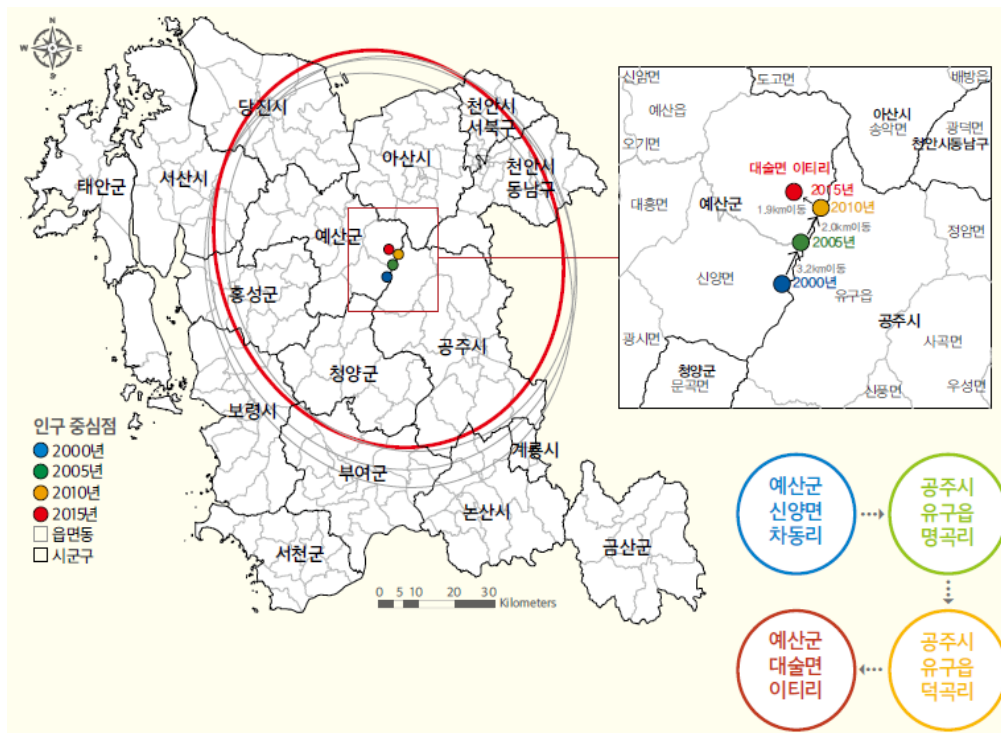 N
W E
S
당진시
천안시
서북구
아산시
천안시
동남구
태안군
서산시
예산군
홍성군
공주시
청양군
보령시
부여군
계룡시
논산시
서천군
금산군
인구 중심점
2000년
2005년
2010년
2015년
읍면동
시군구
0 5 10 20 30
Kilometers
신암면
도고면
배방읍
예산읍
아산시
송악면
광덕면
오가면
천안시동남구
대술면 이티리
2015년
대흥면
예산군
1.9km이동
2010년
2.0km이동
정암면
2005년
신양면
3.2km이동
2000년
유구읍
공주시
광시면
사곡면
청양군
운곡면
신풍면
우성면
예산군
신양면
차동리
공주시
유구읍
명곡리
예산군
대술면
이티리
공주시
유구읍
덕곡리